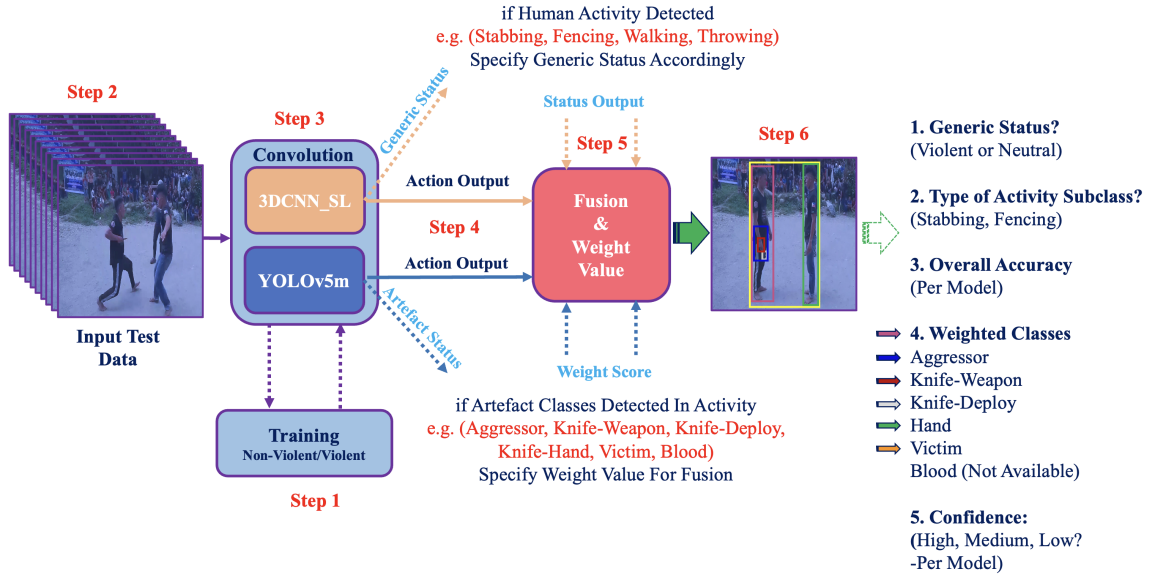 if Human Activity Detected
e.g. (Stabbing, Fencing, Walking, Throwing)
Specify Generic Status Accordingly
Step 2
Step 3
Convolution
3DCNN_SL
YOLOv5m
Generic Status
Artefact Status
Action Output
Step 4
Action Output
Status Output
Step 5
Fusion
&
Weight
Value
Weight Score
Step 6
Input Test
Data
Training
Non-Violent/Violent
Step 1
if Artefact Classes Detected In Activity
e.g. (Aggressor, Knife-Weapon, Knife-Deploy,
Knife-Hand, Victim, Blood)
Specify Weight Value For Fusion
1. Generic Status?
(Violent or Neutral)
2. Type of Activity Subclass?
(Stabbing, Fencing)
3. Overall Accuracy
(Per Model)
4. Weighted Classes
Aggressor
Knife-Weapon
Knife-Deploy
Hand
Victim
Blood (Not Available)
5. Confidence:
(High, Medium, Low?
-Per Model)